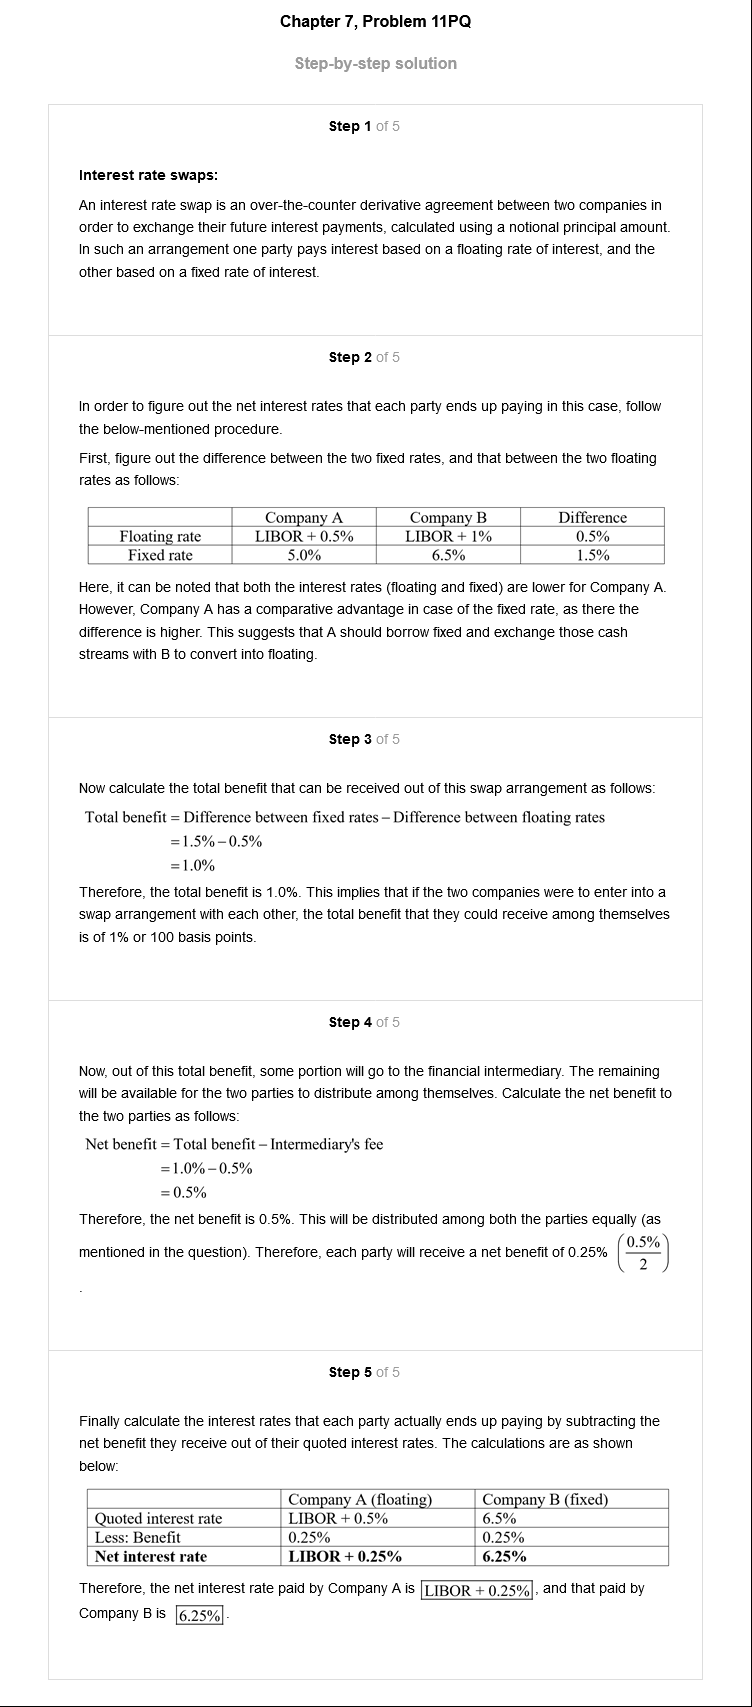 Chapter 7, Problem 11PQ
Step-by-step solution
Step 1 of 5
Interest rate swaps:
An interest rate swap is an over-the-counter derivative agreement between two companies in
order to exchange their future interest payments, calculated using a notional principal amount.
In such an arrangement one party pays interest based on a floating rate of interest, and the
other based on a fixed rate of interest.
Step 2 of 5
In order to figure out the net interest rates that each party ends up paying in this case, follow
the below-mentioned procedure.
First, figure out the difference between the two fixed rates, and that between the two floating
rates as follows:
Company A Company B Difference
Floating rate LIBOR + 0.5% LIBOR + 1% 0.5%
Fixed rate 5.0% 6.5% 1.5%
Here, it can be noted that both the interest rates (floating and fixed) are lower for Company A.
However, Company A has a comparative advantage in case of the fixed rate, as there the
difference is higher. This suggests that A should borrow fixed and exchange those cash
streams with B to convert into floating.
Step 3 of 5
Now calculate the total benefit that can be received out of this swap arrangement as follows:
Total benefit = Difference between fixed rates – Difference between floating rates
= 1.5% – 0.5%
= 1.0%
Therefore, the total benefit is 1.0%. This implies that if the two companies were to enter into a
swap arrangement with each other, the total benefit that they could receive among themselves
is of 1% or 100 basis points.
Step 4 of 5
Now, out of this total benefit, some portion will go to the financial intermediary. The remaining
will be available for the two parties to distribute among themselves. Calculate the net benefit to
the two parties as follows:
Net benefit = Total benefit – Intermediary's fee
= 1.0% – 0.5%
= 0.5%
Therefore, the net benefit is 0.5%. This will be distributed among both the parties equally (as
mentioned in the question). Therefore, each party will receive a net benefit of 0.25% (0.5%/2)
.
Step 5 of 5
Finally calculate the interest rates that each party actually ends up paying by subtracting the
net benefit they receive out of their quoted interest rates. The calculations are as shown
below:
Company A (floating) Company B (fixed)
Quoted interest rate LIBOR + 0.5% 6.5%
Less: Benefit 0.25% 0.25%
Net interest rate LIBOR + 0.25% 6.25%
Therefore, the net interest rate paid by Company A is LIBOR + 0.25% , and that paid by
Company B is 6.25% .